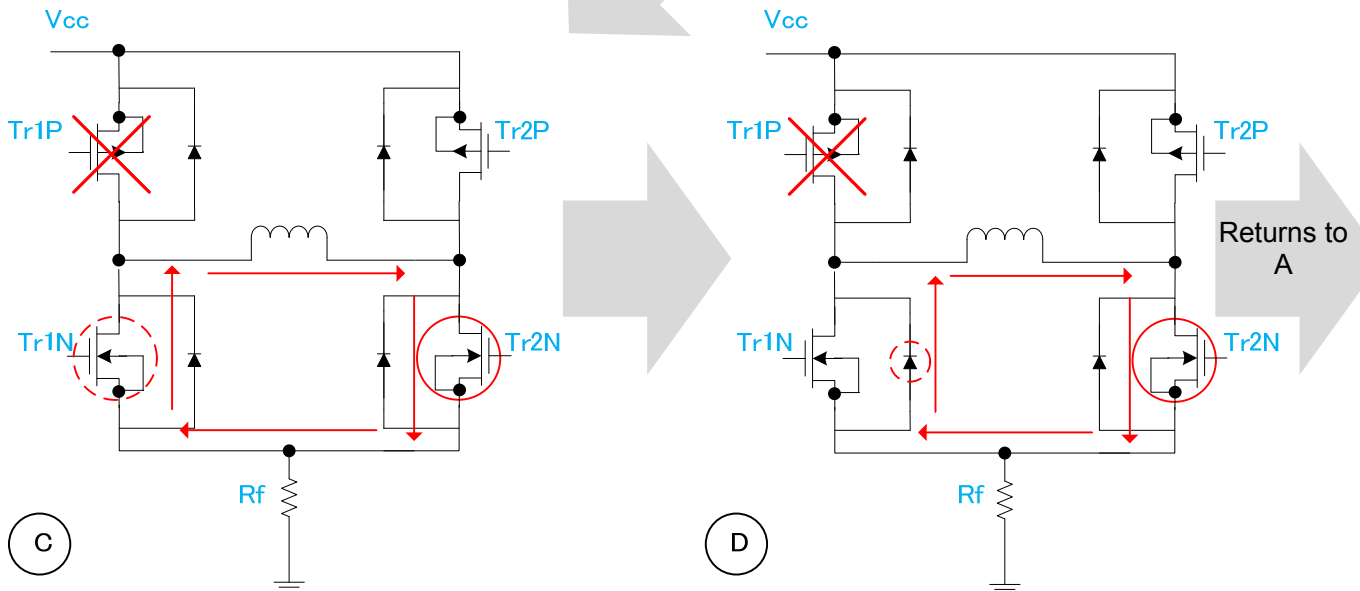 Vcc
Tr1P
Tr2P
Tr1N
Tr2N
Rf
C
Vcc
Tr1P
Tr2P
Tr1N
Tr2N
Rf
D
Returns to
A